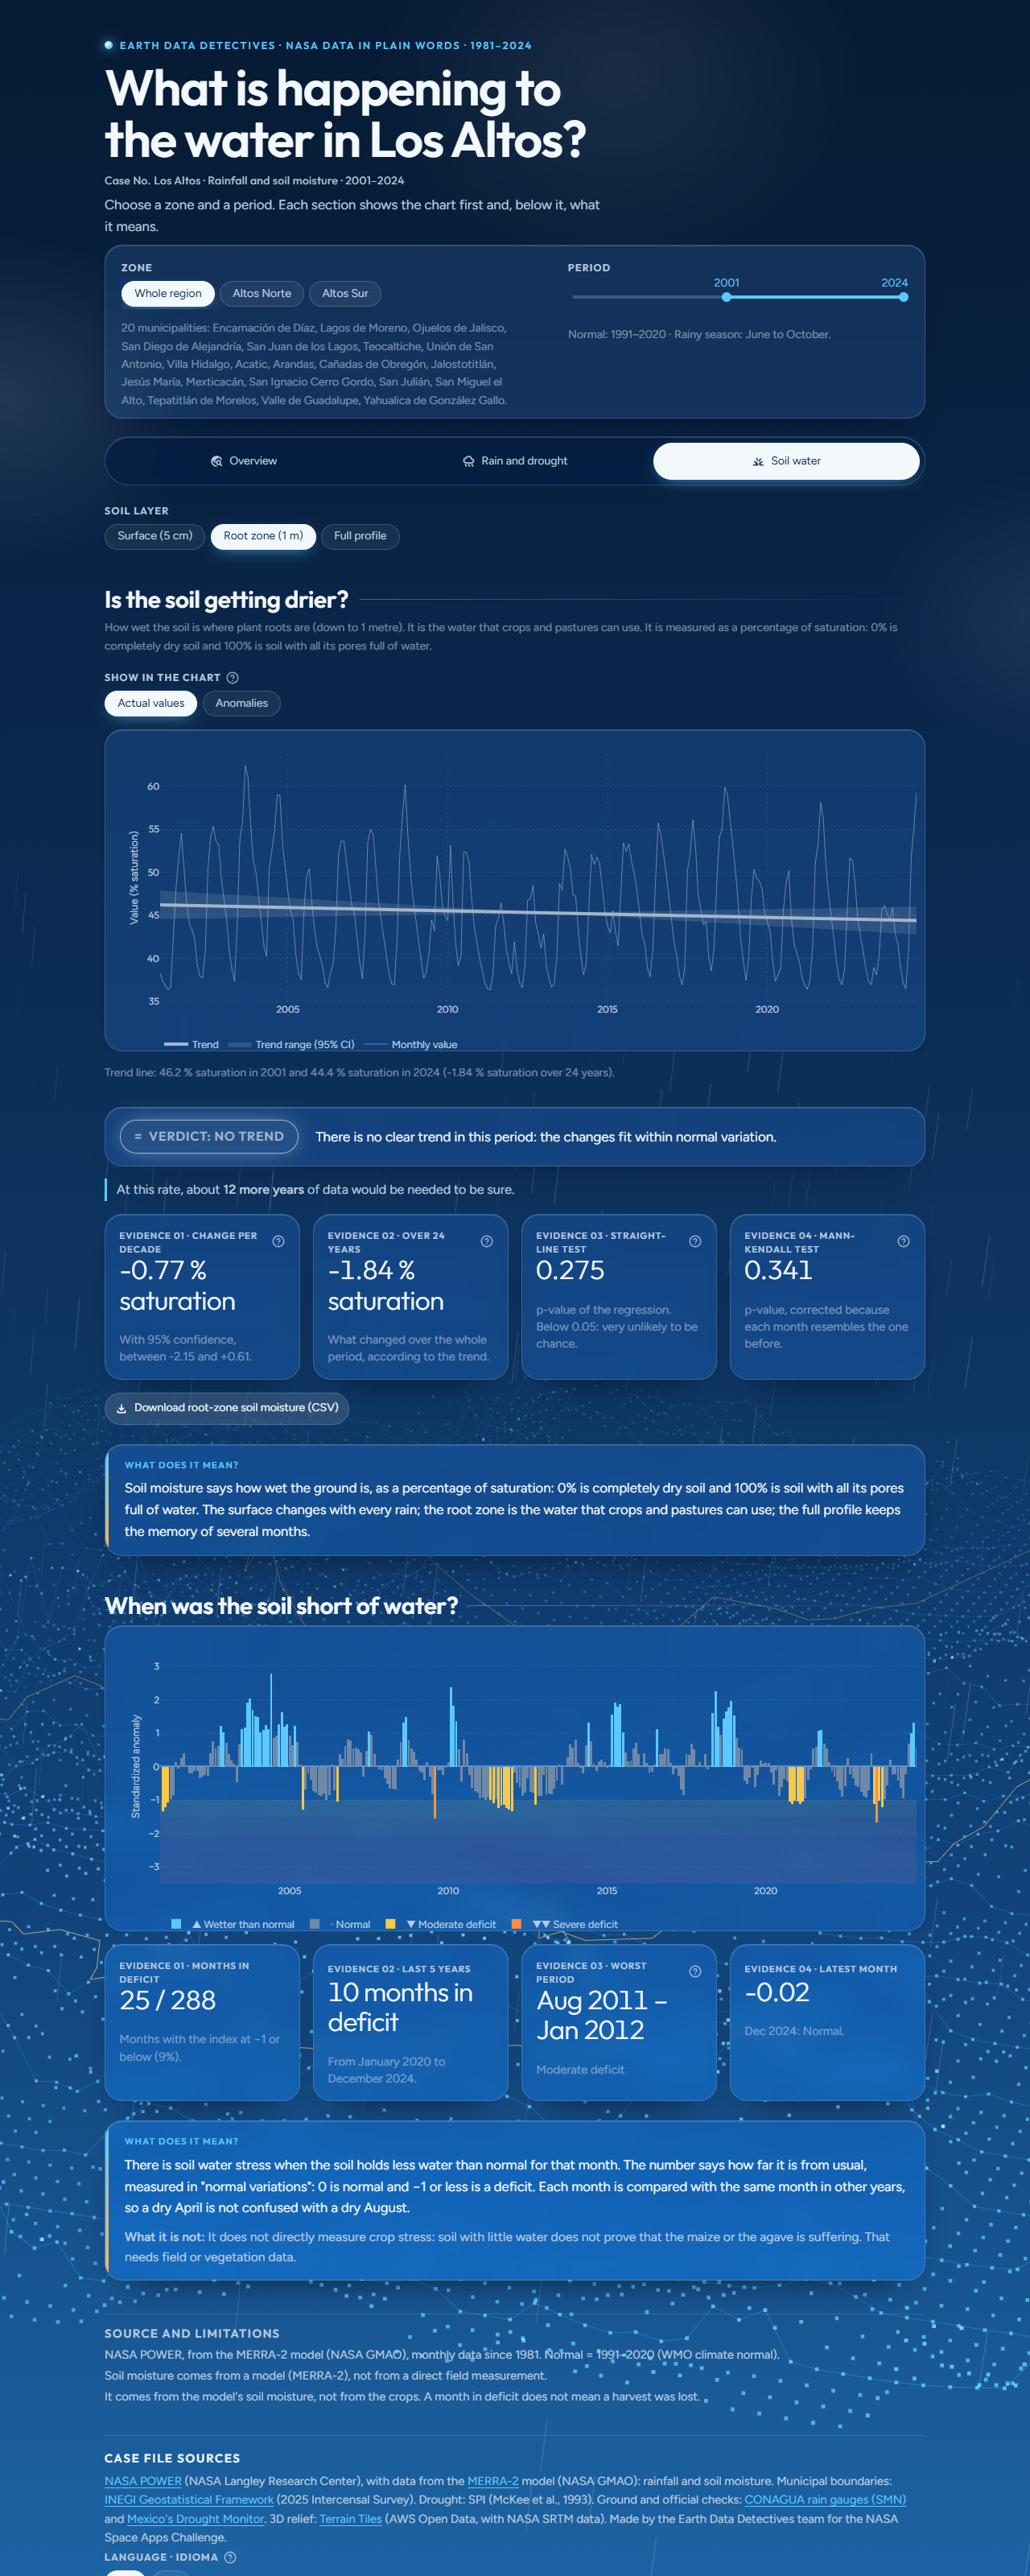 EARTH DATA DETECTIVES · NASA DATA IN PLAIN WORDS · 1981–2024
What is happening to
the water in Los Altos?
Case No. Los Altos · Rainfall and soil moisture · 2001–2024
Choose a zone and a period. Each section shows the chart first and, below it, what
it means.
ZONE
Whole region
Altos Norte
Altos Sur
20 municipalities: Encarnación de Díaz, Lagos de Moreno, Ojuelos de Jalisco,
San Diego de Alejandría, San Juan de los Lagos, Teocaltiche, Unión de San
Antonio, Villa Hidalgo, Acatic, Arandas, Cañadas de Obregón, Jalostotitlán,
Jesús María, Mexticacán, San Ignacio Cerro Gordo, San Julián, San Miguel el
Alto, Tepatitlán de Morelos, Valle de Guadalupe, Yahualica de González Gallo.
PERIOD
2001
2024
Normal: 1991–2020 · Rainy season: June to October.
Overview
Rain and drought
Soil water
SOIL LAYER
Surface (5 cm)
Root zone (1 m)
Full profile
Is the soil getting drier?
How wet the soil is where plant roots are (down to 1 metre). It is the water that crops and pastures can use. It is measured as a percentage of saturation: 0% is
completely dry soil and 100% is soil with all its pores full of water.
SHOW IN THE CHART ?
Actual values
Anomalies
Value (% saturation)
60
55
50
45
40
35
2005
2010
2015
2020
Trend
Trend range (95% CI)
Monthly value
Trend line: 46.2 % saturation in 2001 and 44.4 % saturation in 2024 (-1.84 % saturation over 24 years).
= VERDICT: NO TREND
There is no clear trend in this period: the changes fit within normal variation.
At this rate, about 12 more years of data would be needed to be sure.
EVIDENCE 01 · CHANGE PER
DECADE
?
-0.77 %
saturation
With 95% confidence,
between -2.15 and +0.61.
EVIDENCE 02 · OVER 24
YEARS
?
-1.84 %
saturation
What changed over the whole
period, according to the trend.
EVIDENCE 03 · STRAIGHT-
LINE TEST
?
0.275
p-value of the regression.
Below 0.05: very unlikely to be
chance.
EVIDENCE 04 · MANN-
KENDALL TEST
?
0.341
p-value, corrected because
each month resembles the one
before.
Download root-zone soil moisture (CSV)
WHAT DOES IT MEAN?
Soil moisture says how wet the ground is, as a percentage of saturation: 0% is completely dry soil and 100% is soil with all its pores
full of water. The surface changes with every rain; the root zone is the water that crops and pastures can use; the full profile keeps
the memory of several months.
When was the soil short of water?
Standardized anomaly
3
2
1
0
−1
−2
−3
2005
2010
2015
2020
▲ Wetter than normal
· Normal
▼ Moderate deficit
▼▼ Severe deficit
EVIDENCE 01 · MONTHS IN
DEFICIT
25 / 288
Months with the index at −1 or
below (9%).
EVIDENCE 02 · LAST 5 YEARS
10 months in
deficit
From January 2020 to
December 2024.
EVIDENCE 03 · WORST
PERIOD
?
Aug 2011 –
Jan 2012
Moderate deficit
EVIDENCE 04 · LATEST MONTH
-0.02
Dec 2024: Normal.
WHAT DOES IT MEAN?
There is soil water stress when the soil holds less water than normal for that month. The number says how far it is from usual,
measured in "normal variations": 0 is normal and −1 or less is a deficit. Each month is compared with the same month in other years,
so a dry April is not confused with a dry August.
What it is not: It does not directly measure crop stress: soil with little water does not prove that the maize or the agave is suffering. That
needs field or vegetation data.
SOURCE AND LIMITATIONS
NASA POWER, from the MERRA-2 model (NASA GMAO), monthly data since 1981. Normal = 1991–2020 (WMO climate normal).
Soil moisture comes from a model (MERRA-2), not from a direct field measurement.
It comes from the model's soil moisture, not from the crops. A month in deficit does not mean a harvest was lost.
CASE FILE SOURCES
NASA POWER (NASA Langley Research Center), with data from the MERRA-2 model (NASA GMAO): rainfall and soil moisture. Municipal boundaries:
INEGI Geostatistical Framework (2025 Intercensal Survey). Drought: SPI (McKee et al., 1993). Ground and official checks: CONAGUA rain gauges (SMN)
and Mexico's Drought Monitor. 3D relief: Terrain Tiles (AWS Open Data, with NASA SRTM data). Made by the Earth Data Detectives team for the NASA
Space Apps Challenge.
LANGUAGE · IDIOMA ?